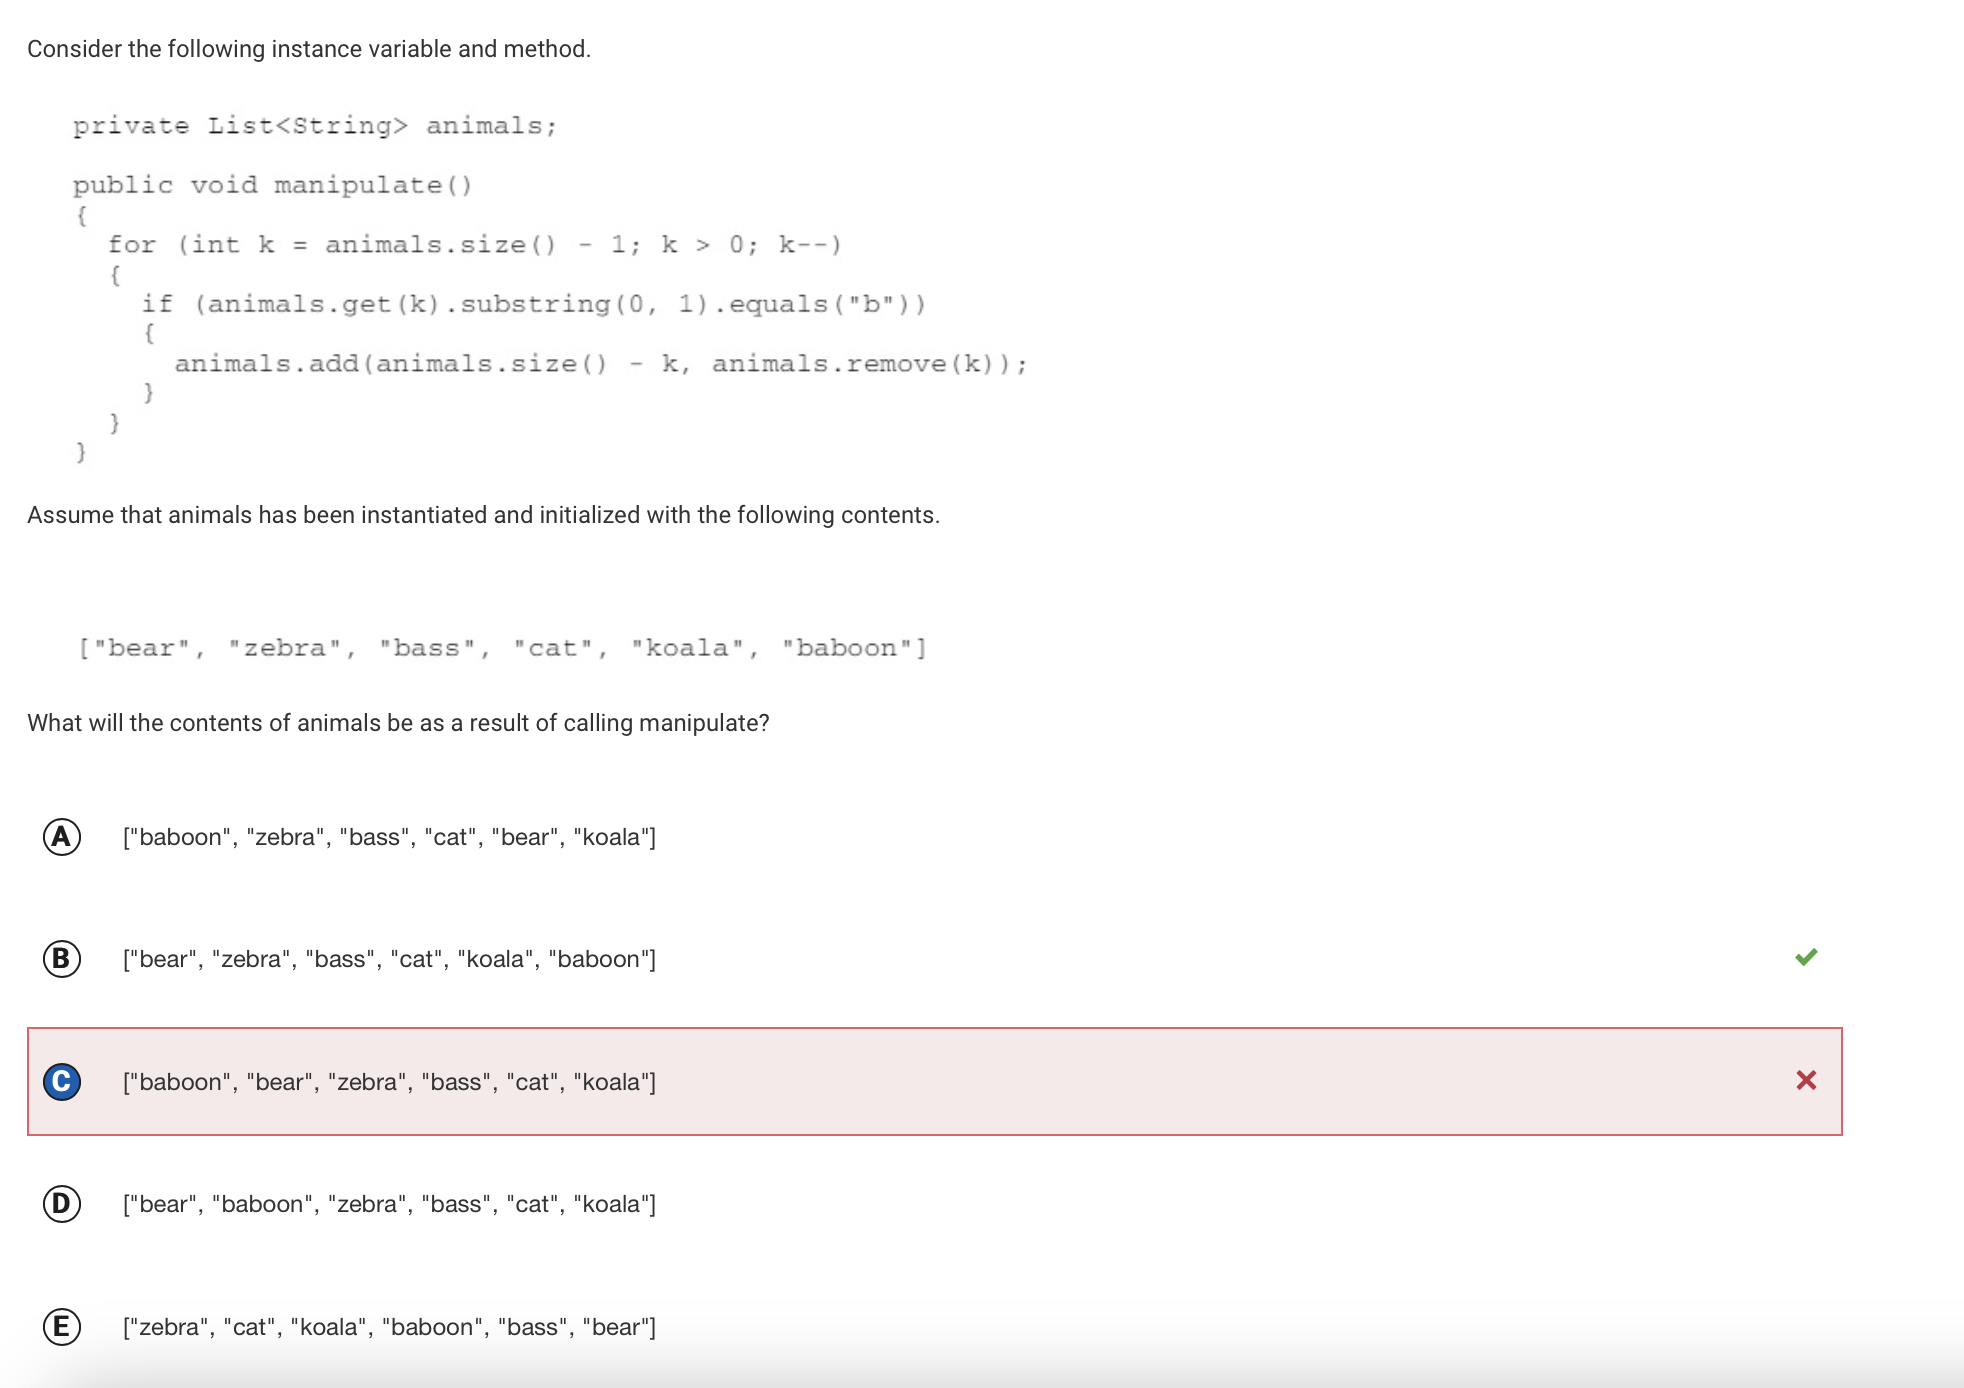 Consider the following instance variable and method.
private List<String> animals;
public void manipulate()
{
for (int k = animals.size() - 1; k > 0; k--)
{
if (animals.get(k).substring(0, 1).equals("b"))
{
animals.add(animals.size() - k, animals.remove(k));
}
}
}
Assume that animals has been instantiated and initialized with the following contents.
["bear", "zebra", "bass", "cat", "koala", "baboon"]
What will the contents of animals be as a result of calling manipulate?
A ["baboon", "zebra", "bass", "cat", "bear", "koala"]
B ["bear", "zebra", "bass", "cat", "koala", "baboon"]
C ["baboon", "bear", "zebra", "bass", "cat", "koala"]
D ["bear", "baboon", "zebra", "bass", "cat", "koala"]
E ["zebra", "cat", "koala", "baboon", "bass", "bear"]